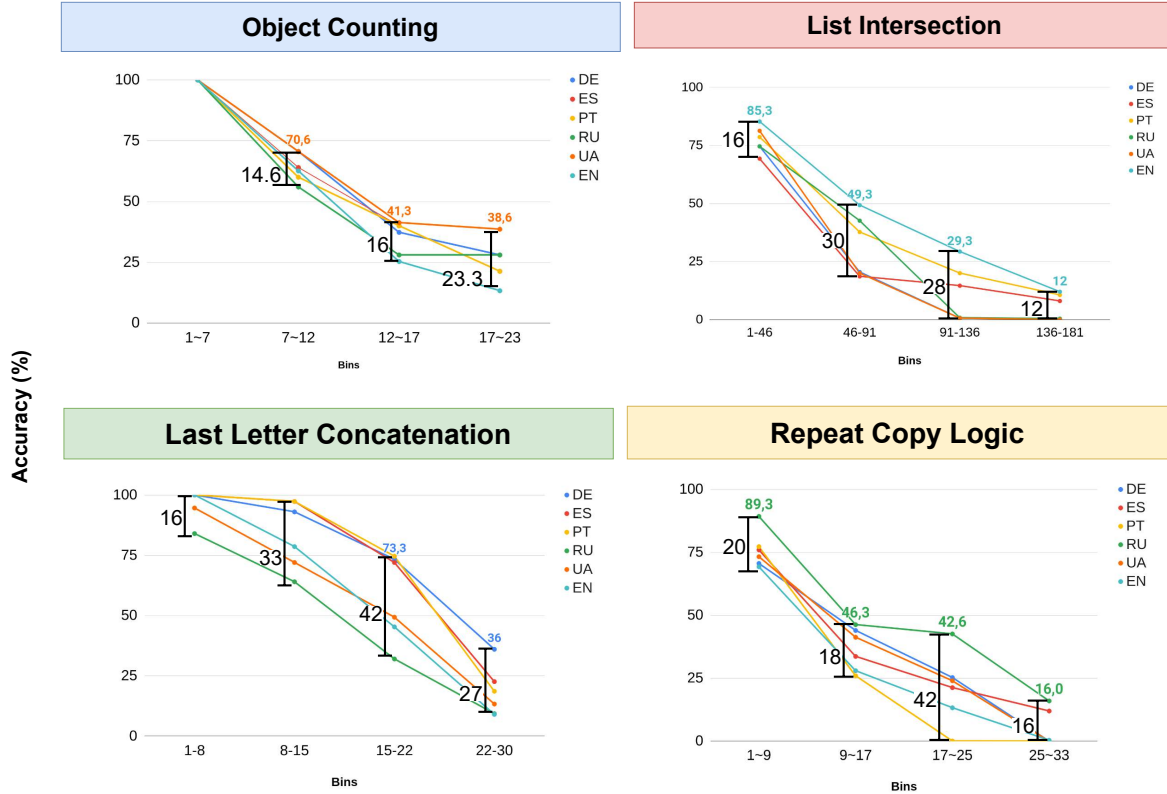 Object Counting
100
75
50
25
0
70,6
14.6
41,3
16
38,6
23.3
1~7
7~12
12~17
17~23
Bins
DE
ES
PT
RU
UA
EN
List Intersection
100
75
50
25
0
85,3
16
49,3
30
29,3
28
12
12
1-46
46-91
91-136
136-181
Bins
DE
ES
PT
RU
UA
EN
Accuracy (%)
Last Letter Concatenation
100
75
50
25
0
16
33
73,3
42
36
27
1-8
8-15
15-22
22-30
Bins
DE
ES
PT
RU
UA
EN
Repeat Copy Logic
100
75
50
25
0
89,3
20
46,3
18
42,6
42
16,0
16
1~9
9~17
17~25
25~33
Bins
DE
ES
PT
RU
UA
EN